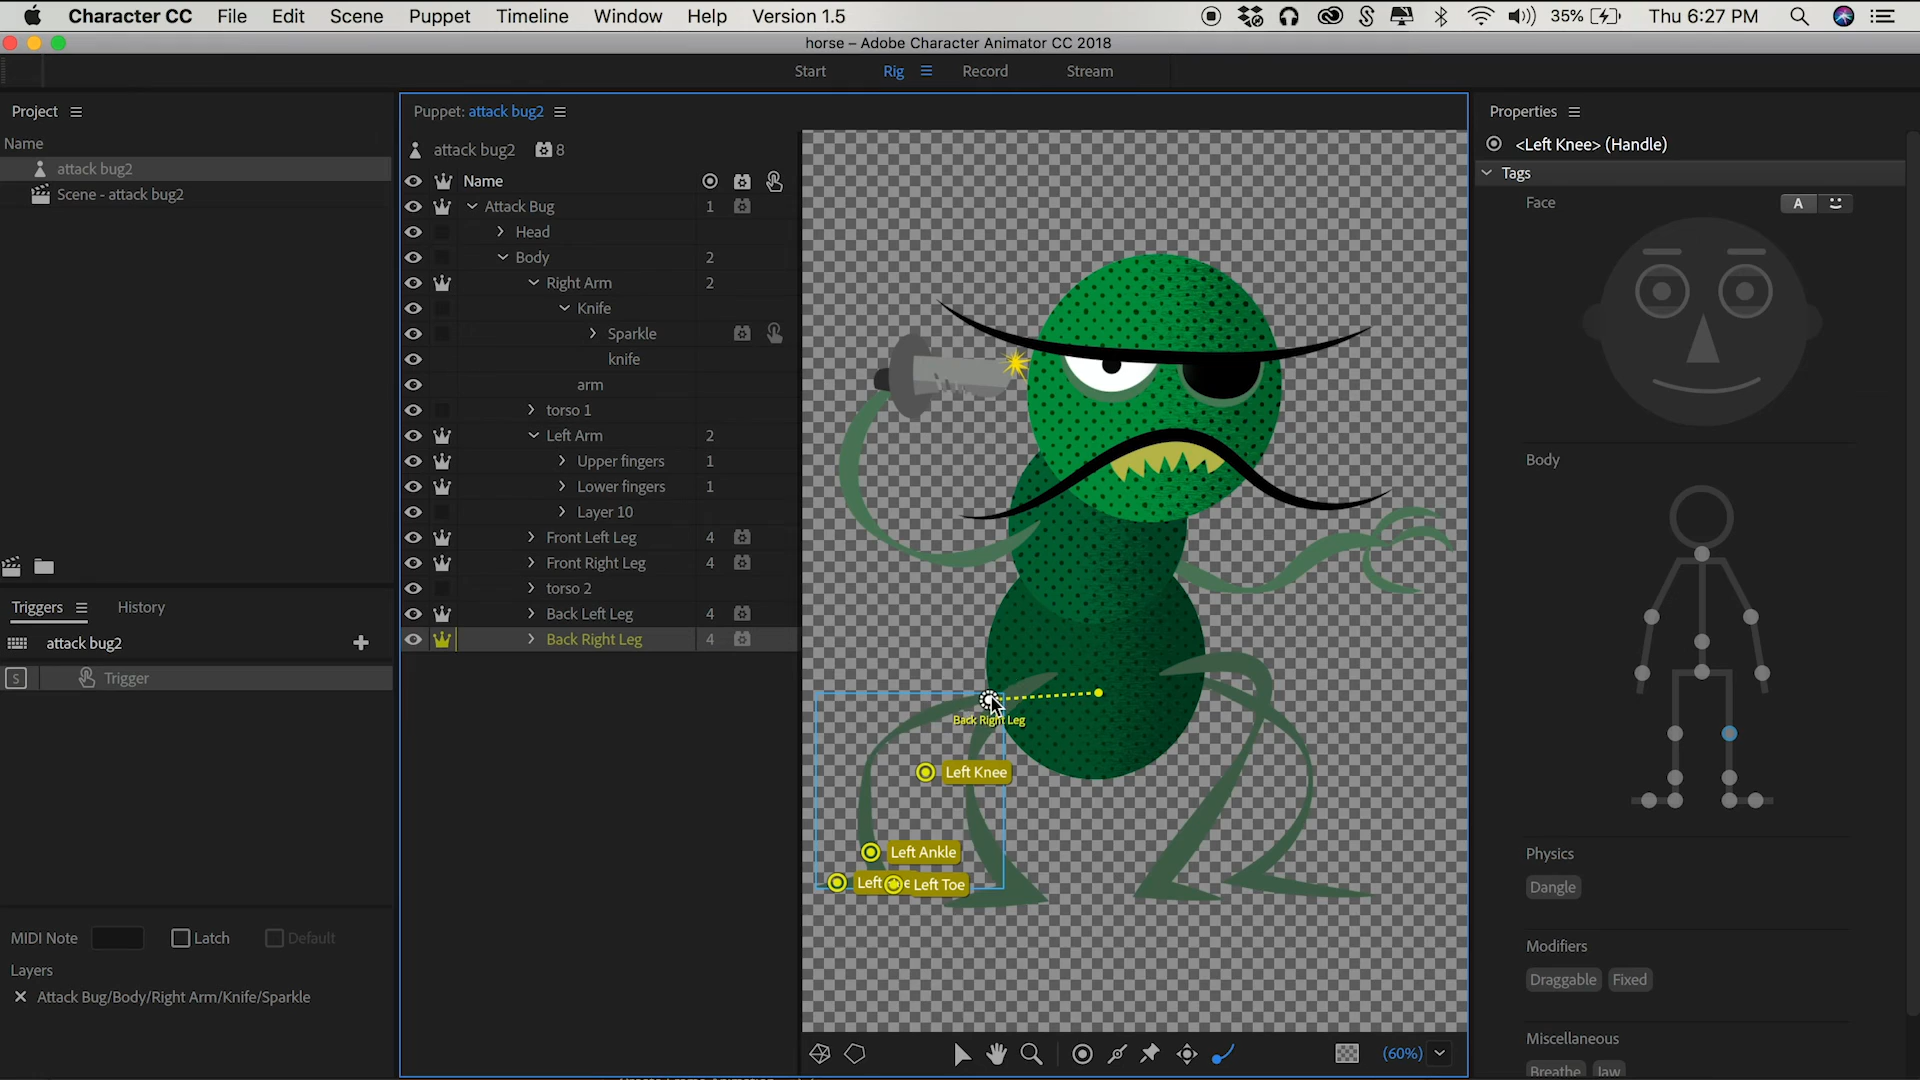 Character CC File Edit Scene Puppet Timeline Window Help Version 1.5 35% Thu 6:27 PM
horse – Adobe Character Animator CC 2018
Start Rig Record Stream
Project
Name
attack bug2
Scene - attack bug2
Triggers History
attack bug2
S Trigger
MIDI Note Latch Default
Layers
Attack Bug/Body/Right Arm/Knife/Sparkle
Puppet: attack bug2
attack bug2 8
Name
Attack Bug 1
Head
Body 2
Right Arm 2
Knife
Sparkle
knife
arm
torso 1
Left Arm 2
Upper fingers 1
Lower fingers 1
Layer 10
Front Left Leg 4
Front Right Leg 4
torso 2
Back Left Leg 4
Back Right Leg 4
Back Right Leg
Left Knee
Left Ankle
Left Toe
(60%)
Properties
<Left Knee> (Handle)
Tags
Face A
Body
Physics
Dangle
Modifiers
Draggable Fixed
Miscellaneous
Breathe Jaw